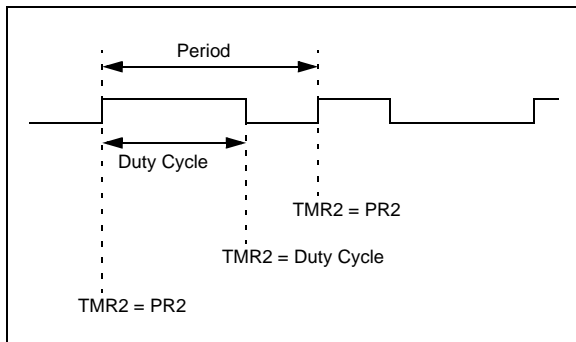 Period
Duty Cycle
TMR2 = PR2
TMR2 = Duty Cycle
TMR2 = PR2